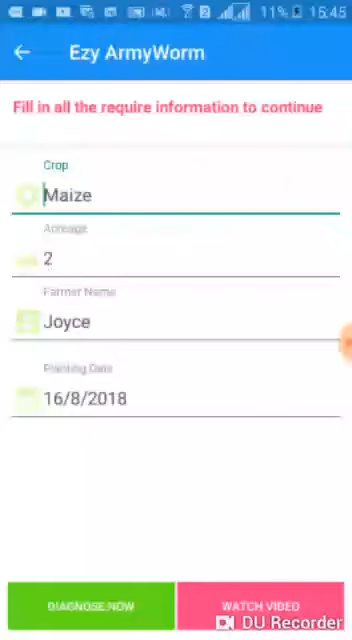 11% 15:45
Ezy ArmyWorm
Fill in all the require information to continue
Crop
Maize
Acreage
2
Farmer Name
Joyce
Planting Date
16/8/2018
DIAGNOSE NOW
WATCH VIDEO
DU Recorder